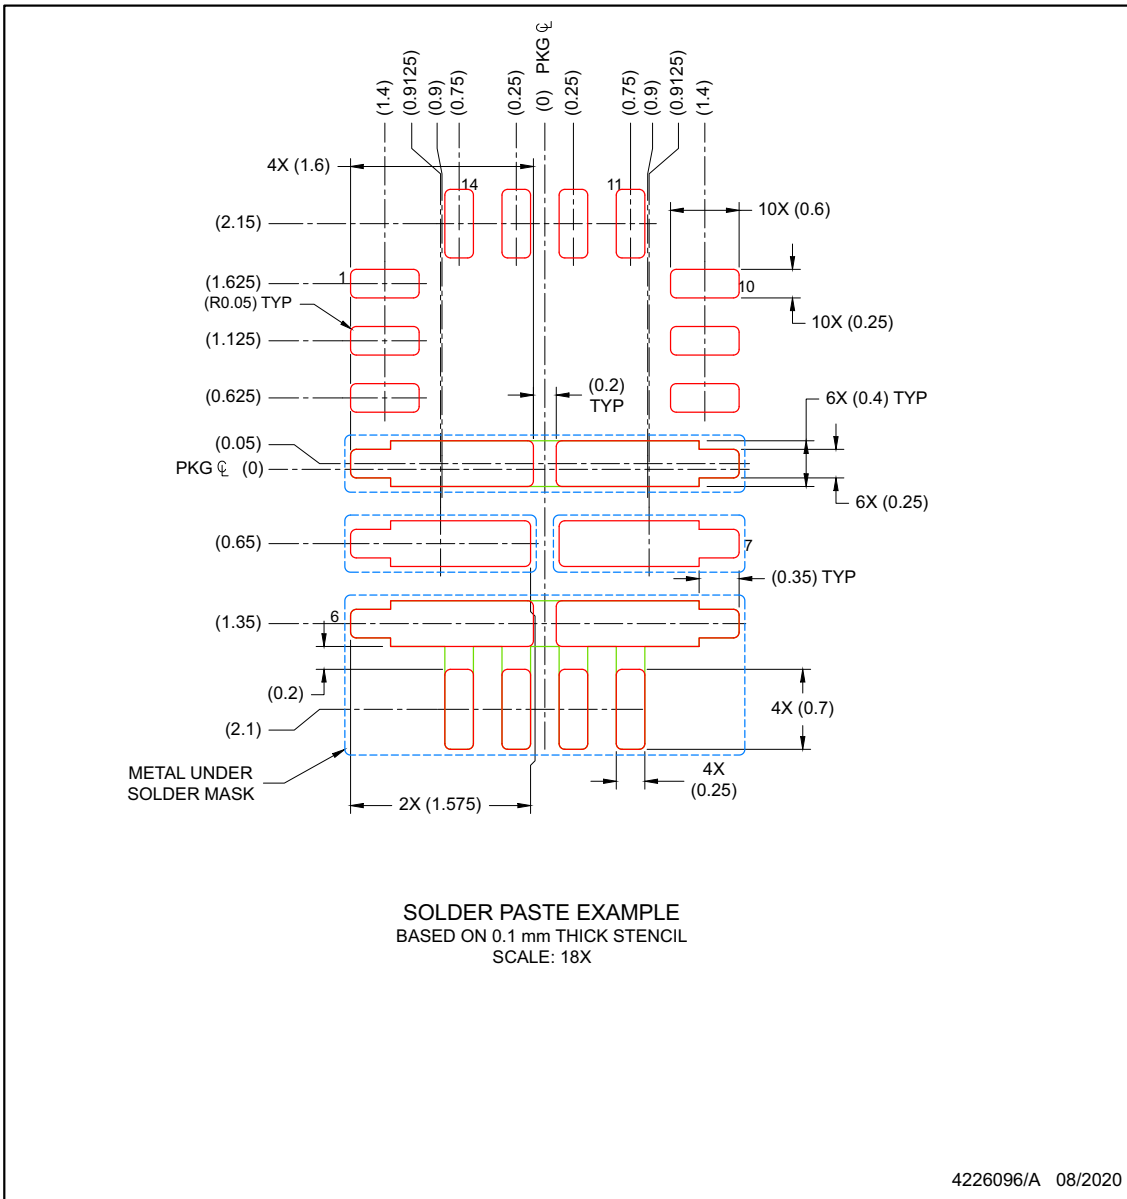 (1.4)
(0.9125)
(0.9)
(0.75)
(0.25)
(0) PKG ℄
(0.25)
(0.75)
(0.9)
(0.9125)
(1.4)
4X (1.6)
14
11
10X (0.6)
(2.15)
(1.625)
1
10
(R0.05) TYP
10X (0.25)
(1.125)
(0.625)
(0.2)
TYP
6X (0.4) TYP
(0.05)
PKG ℄ (0)
6X (0.25)
(0.65)
7
(0.35) TYP
(1.35)
6
(0.2)
4X (0.7)
(2.1)
METAL UNDER
SOLDER MASK
4X
(0.25)
2X (1.575)
SOLDER PASTE EXAMPLE
BASED ON 0.1 mm THICK STENCIL
SCALE: 18X
4226096/A 08/2020